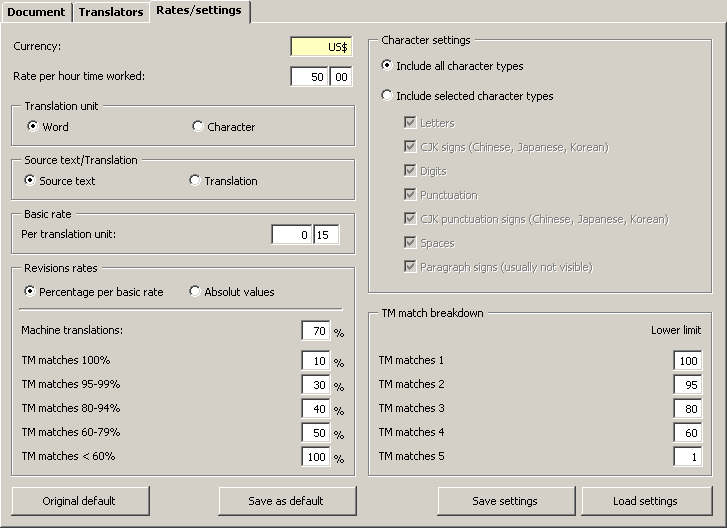 Document Translators Rates/settings
Currency: US$
Rate per hour time worked: 50 00
Translation unit
Word Character
Source text/Translation
Source text Translation
Basic rate
Per translation unit: 0 15
Revisions rates
Percentage per basic rate Absolut values
Machine translations: 70 %
TM matches 100% 10 %
TM matches 95-99% 30 %
TM matches 80-94% 40 %
TM matches 60-79% 50 %
TM matches < 60% 100 %
Character settings
Include all character types
Include selected character types
Letters
CJK signs (Chinese, Japanese, Korean)
Digits
Punctuation
CJK punctuation signs (Chinese, Japanese, Korean)
Spaces
Paragraph signs (usually not visible)
TM match breakdown
Lower limit
TM matches 1 100
TM matches 2 95
TM matches 3 80
TM matches 4 60
TM matches 5 1
Original default Save as default Save settings Load settings